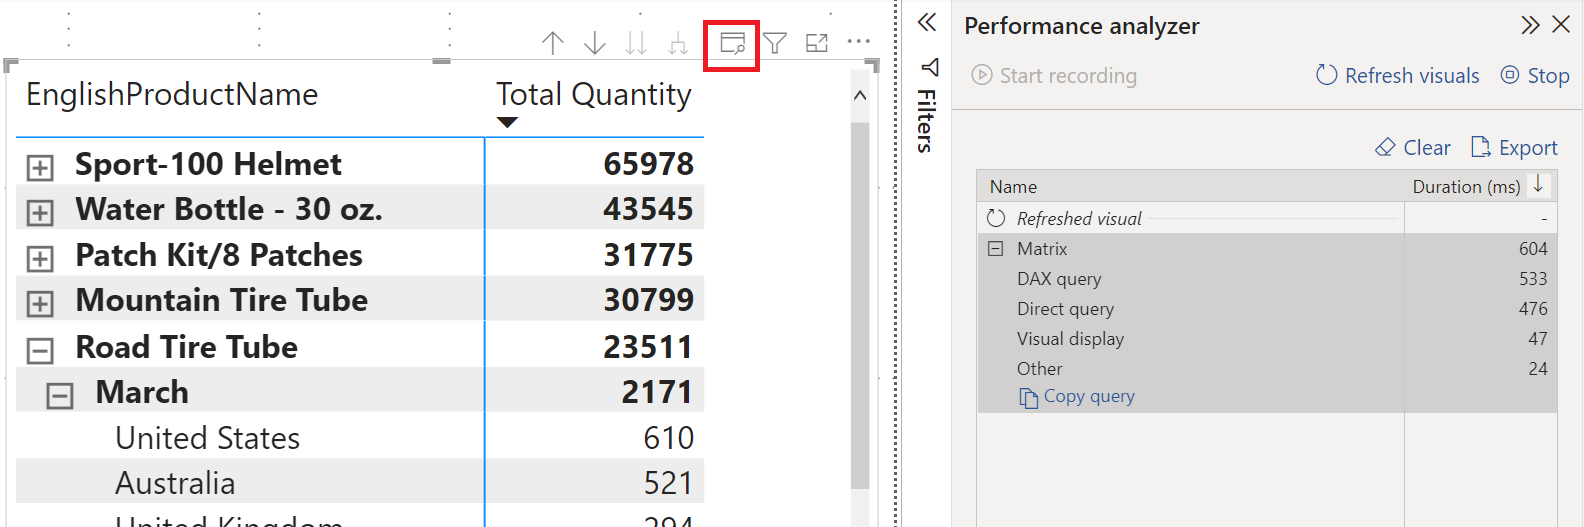 EnglishProductName Total Quantity
Sport-100 Helmet 65978
Water Bottle - 30 oz. 43545
Patch Kit/8 Patches 31775
Mountain Tire Tube 30799
Road Tire Tube 23511
March 2171
United States 610
Australia 521
United Kingdom 294
Filters
Performance analyzer
Start recording Refresh visuals Stop
Clear Export
Name Duration (ms)
Refreshed visual -
Matrix 604
DAX query 533
Direct query 476
Visual display 47
Other 24
Copy query